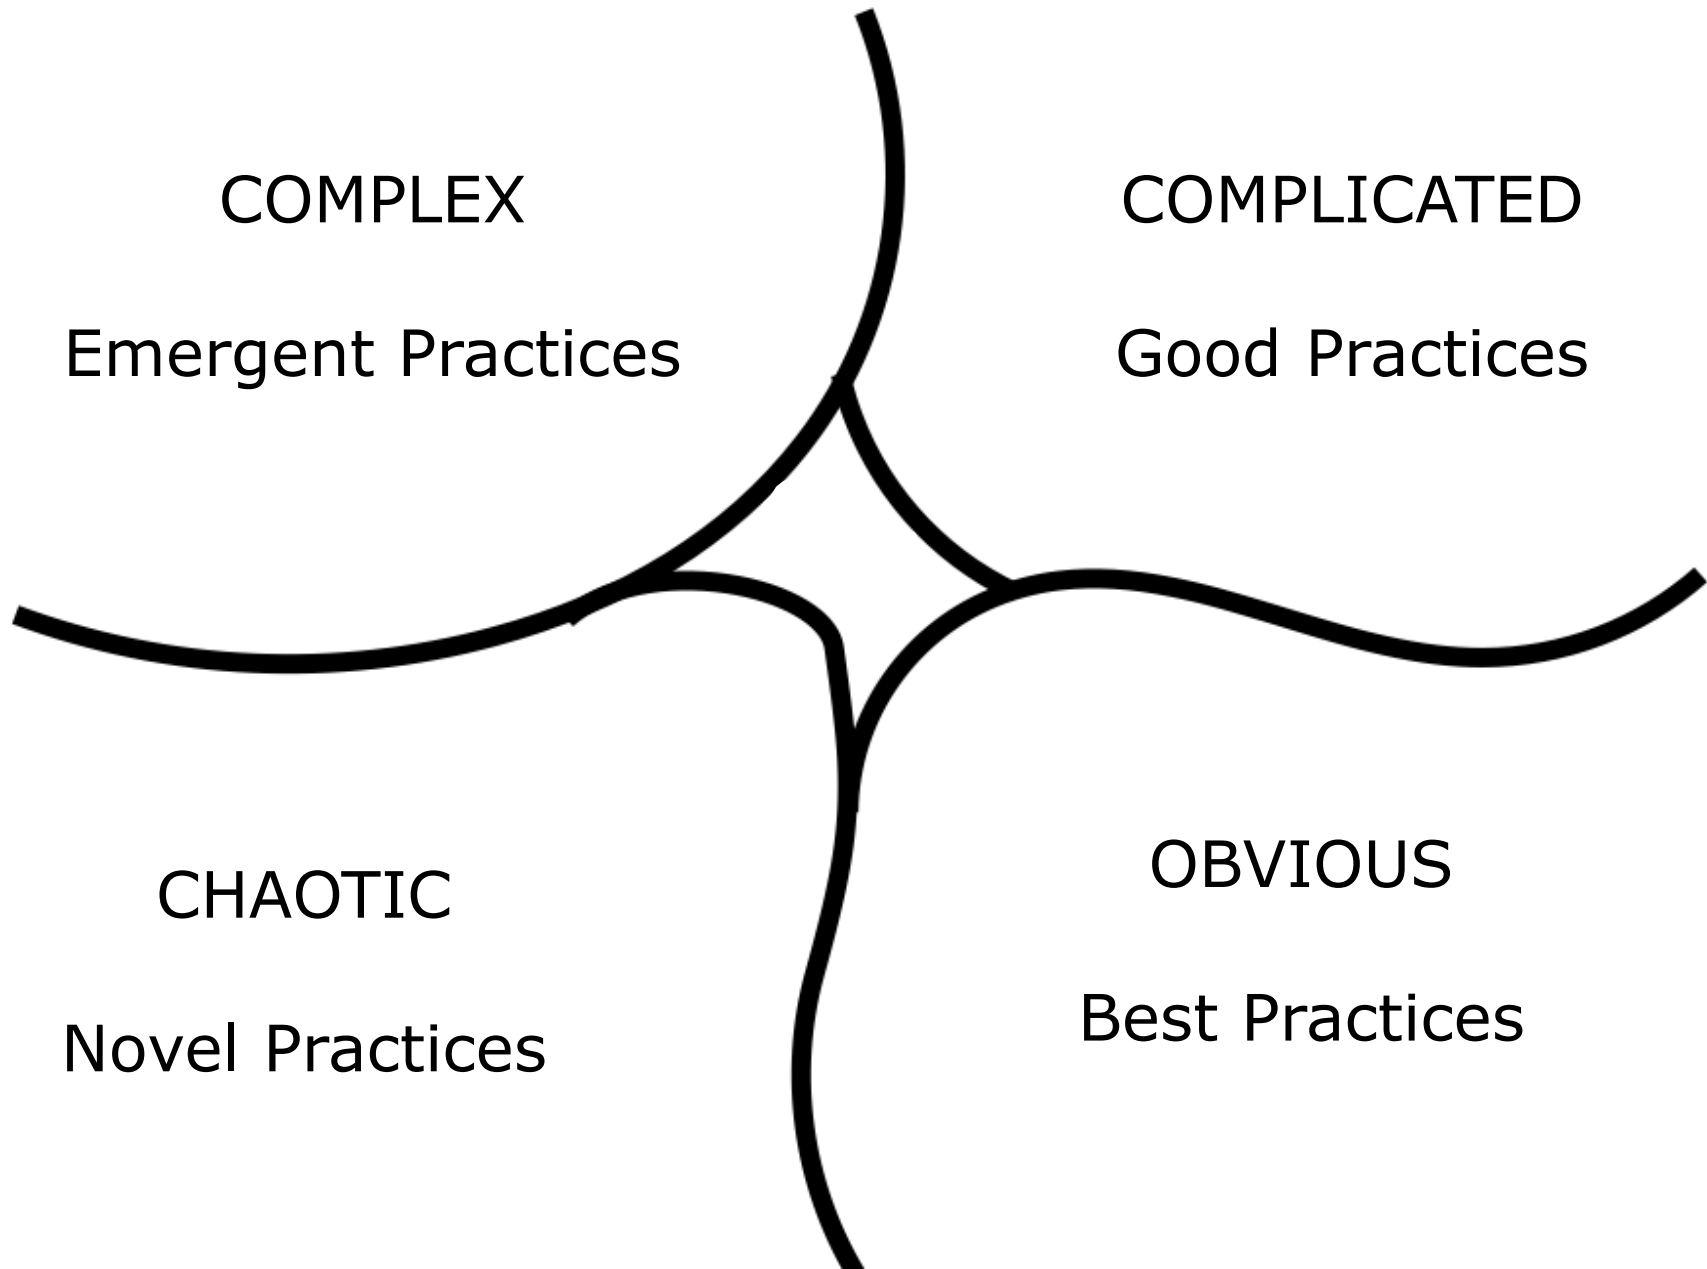 COMPLEX
Emergent Practices
COMPLICATED
Good Practices
CHAOTIC
Novel Practices
OBVIOUS
Best Practices